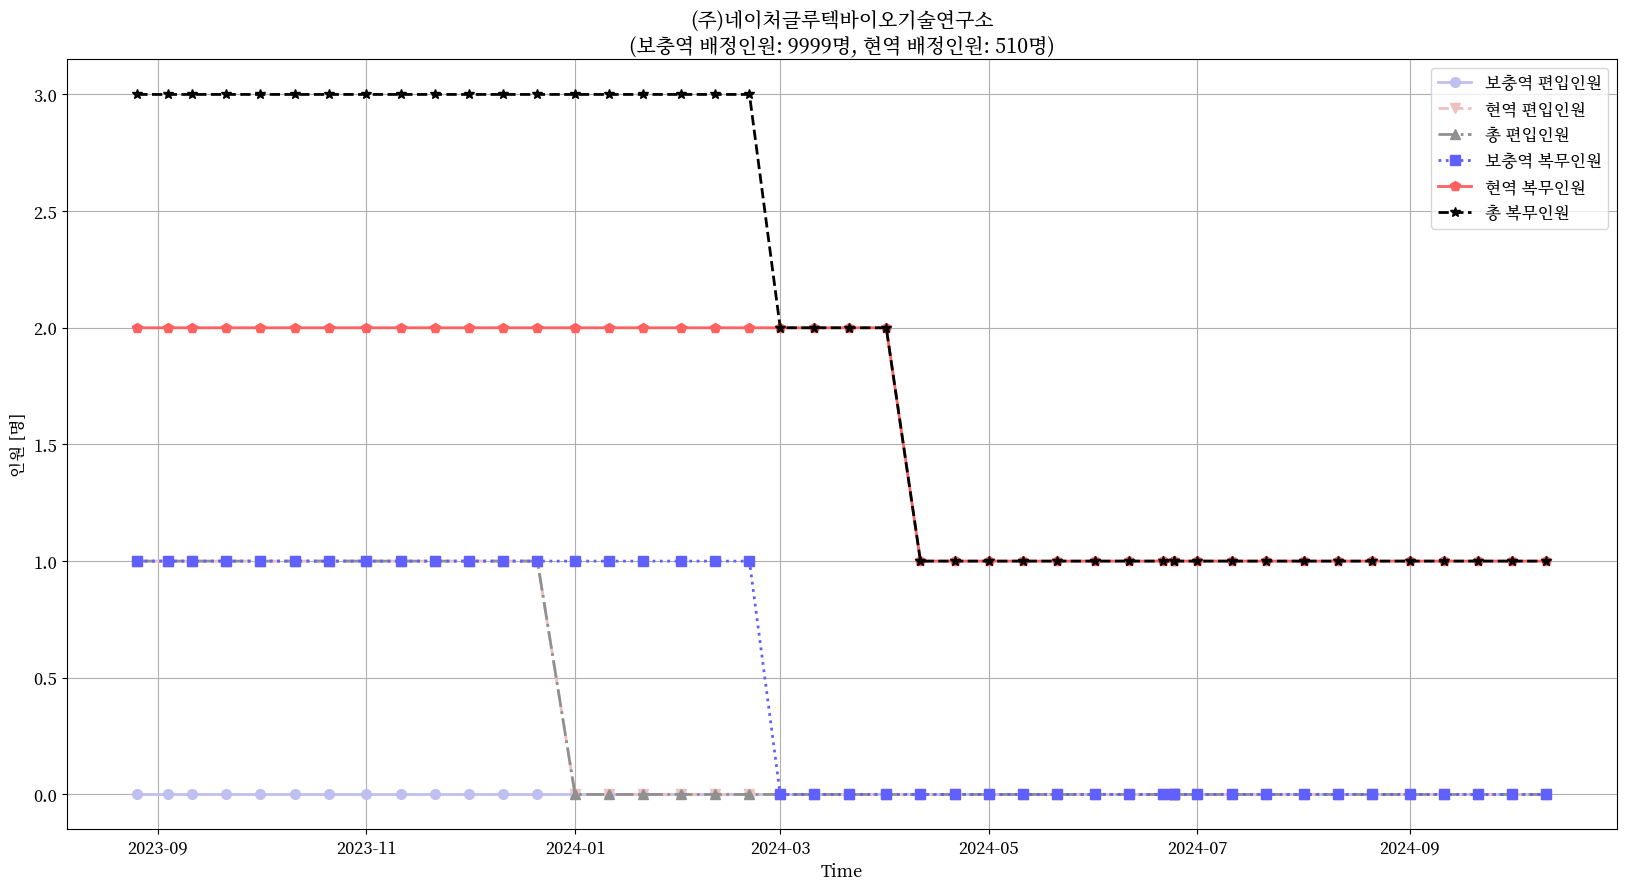 (주)네이처글루텍바이오기술연구소
(보충역 배정인원: 9999명, 현역 배정인원: 510명)
보충역 편입인원
현역 편입인원
총 편입인원
보충역 복무인원
현역 복무인원
총 복무인원
인원 [명]
3.0
2.5
2.0
1.5
1.0
0.5
0.0
2023-09
2023-11
2024-01
2024-03
2024-05
2024-07
2024-09
Time